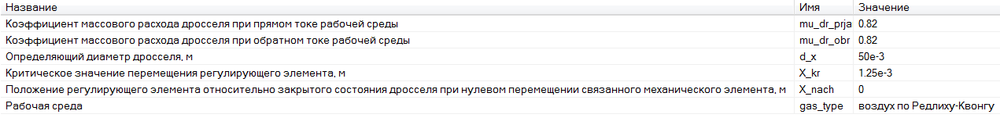 Название Имя Значение
Коэффициент массового расхода дросселя при прямом токе рабочей среды mu_dr_prja 0.82
Коэффициент массового расхода дросселя при обратном токе рабочей среды mu_dr_obr 0.82
Определяющий диаметр дросселя, м d_x 50e-3
Критическое значение перемещения регулирующего элемента, м X_kr 1.25e-3
Положение регулирующего элемента относительно закрытого состояния дросселя при нулевом перемещении связанного механического элемента, м X_nach 0
Рабочая среда gas_type воздух по Редлиху-Квонгу